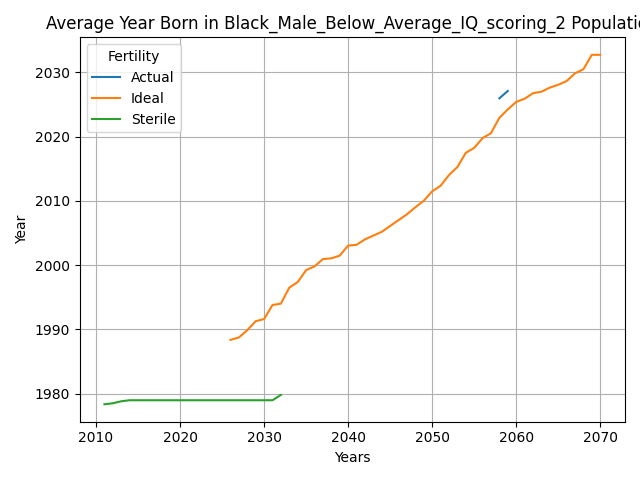 Average Year Born in Black_Male_Below_Average_IQ_scoring_2 Populatio
Fertility
Actual
Ideal
Sterile
Year
2030
2020
2010
2000
1990
1980
2010 2020 2030 2040 2050 2060 2070
Years